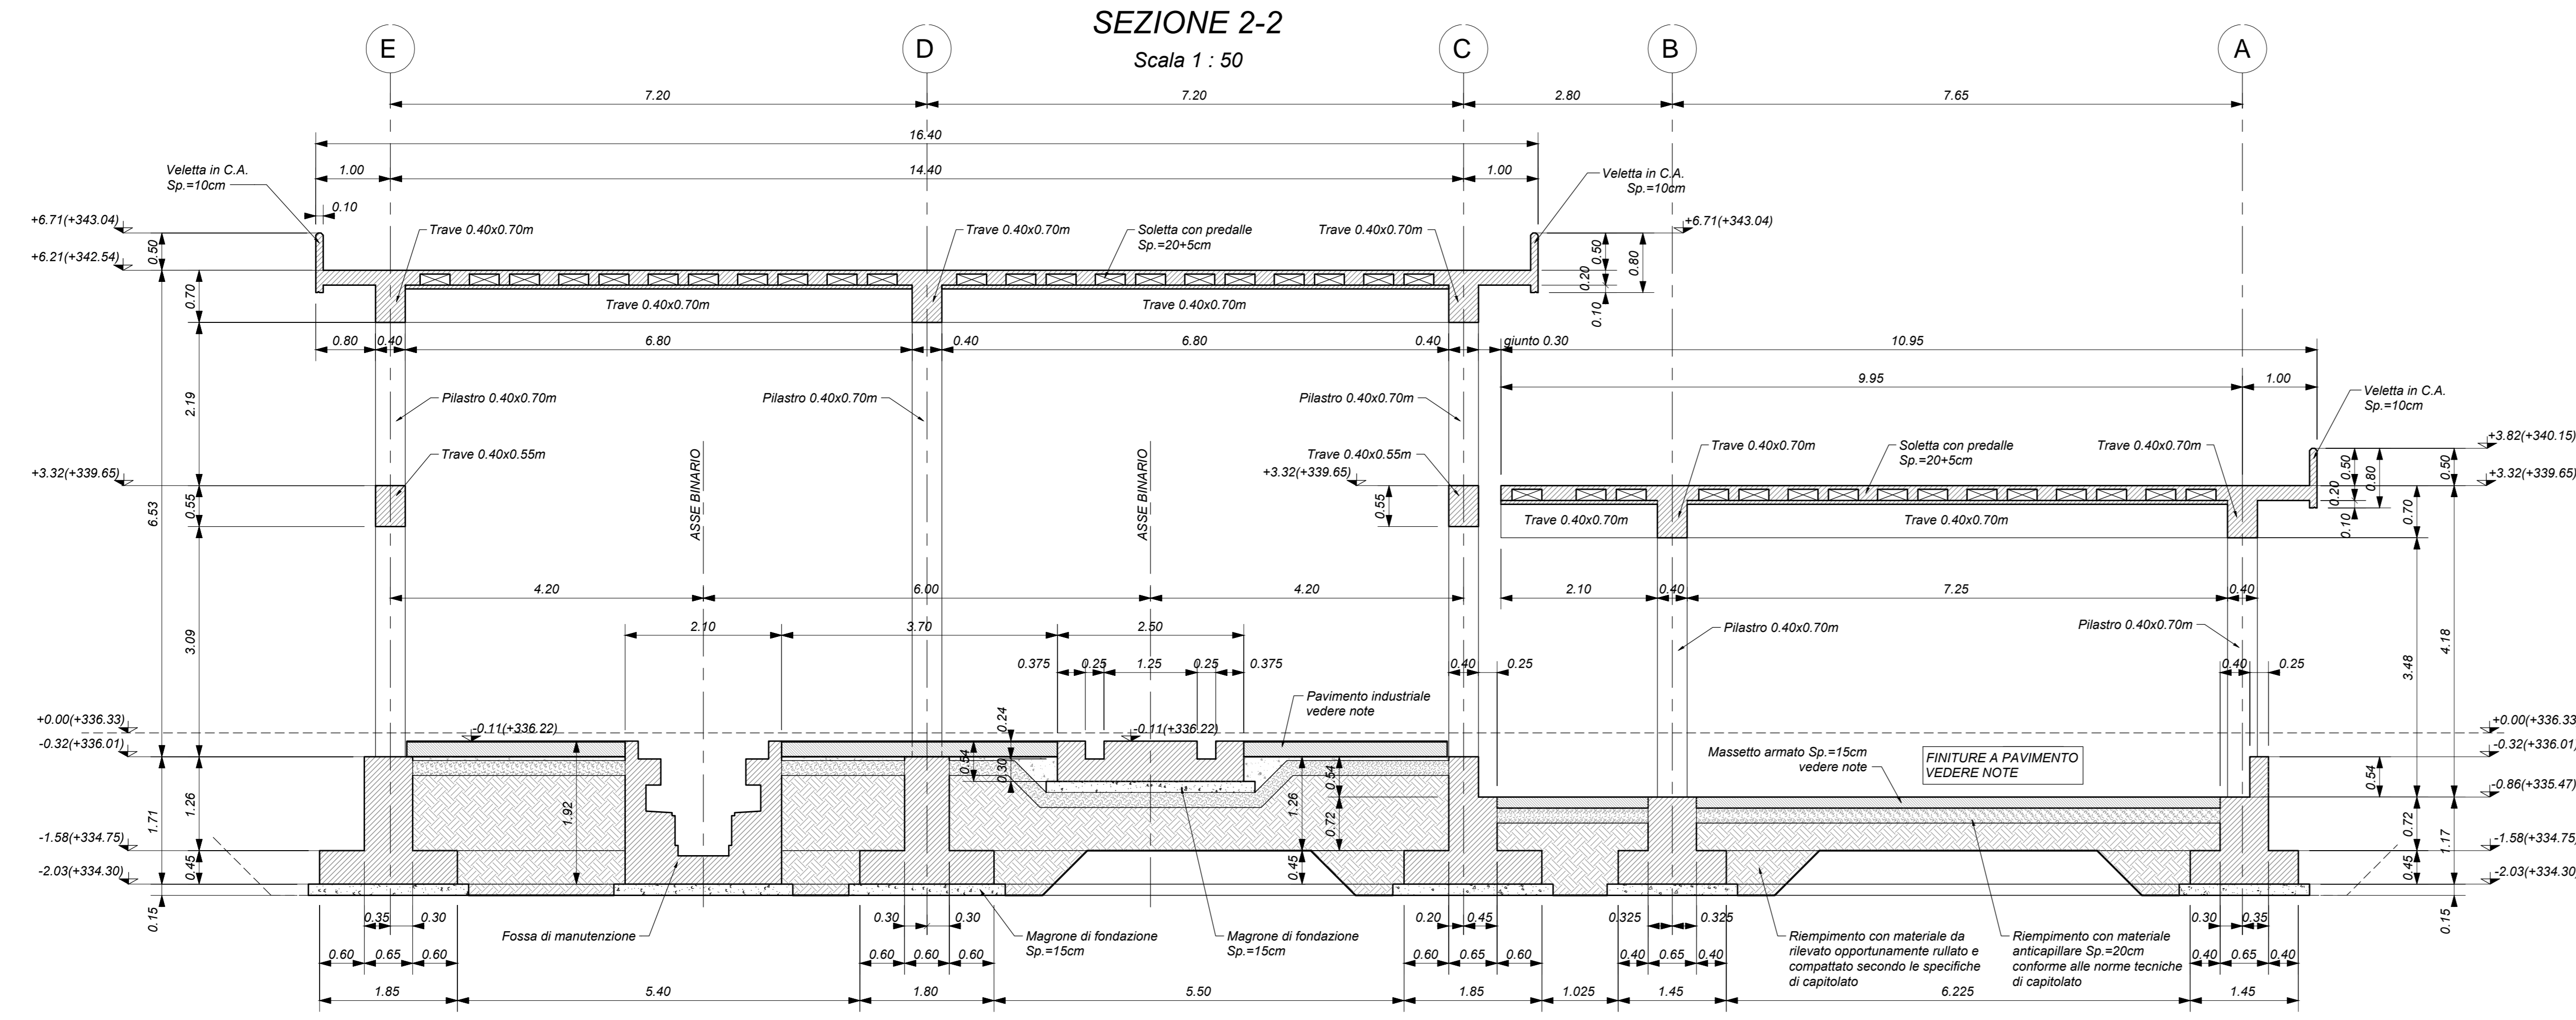 SEZIONE 2-2
Scala 1 : 50
E
D
C
B
A
7.20
7.20
2.80
7.65
16.40
1.00
14.40
1.00
Veletta in C.A.
Sp.=10cm
0.10
Veletta in C.A.
Sp.=10cm
+6.71(+343.04)
+6.21(+342.54)
0.50
0.70
Trave 0.40x0.70m
Trave 0.40x0.70m
Soletta con predalle
Sp.=20+5cm
Trave 0.40x0.70m
+6.71(+343.04)
0.50
0.20
0.10
0.80
Trave 0.40x0.70m
Trave 0.40x0.70m
0.80
0.40
6.80
0.40
6.80
0.40
giunto 0.30
10.95
9.95
1.00
2.19
Pilastro 0.40x0.70m
Pilastro 0.40x0.70m
Pilastro 0.40x0.70m
Veletta in C.A.
Sp.=10cm
+3.32(+339.65)
6.53
0.55
Trave 0.40x0.55m
ASSE BINARIO
ASSE BINARIO
Trave 0.40x0.55m
+3.32(+339.65)
0.55
Trave 0.40x0.70m
Soletta con predalle
Sp.=20+5cm
Trave 0.40x0.70m
+3.82(+340.15)
+3.32(+339.65)
0.50
0.20
0.10
0.80
0.50
0.70
Trave 0.40x0.70m
Trave 0.40x0.70m
3.09
4.20
6.00
4.20
2.10
0.40
7.25
0.40
2.10
3.70
2.50
Pilastro 0.40x0.70m
Pilastro 0.40x0.70m
3.48
4.18
0.375
0.25
1.25
0.25
0.375
0.40
0.25
0.40
0.25
Pavimento industriale
vedere note
+0.00(+336.33)
-0.32(+336.01)
-0.11(+336.22)
0.24
0.54
0.30
-0.11(+336.22)
Massetto armato Sp.=15cm
vedere note
FINITURE A PAVIMENTO
VEDERE NOTE
+0.00(+336.33
-0.32(+336.01)
0.54
-0.86(+335.47)
1.71
1.26
1.92
1.26
0.54
0.72
0.72
1.17
-1.58(+334.75)
-2.03(+334.30)
0.45
0.45
0.45
-1.58(+334.75)
-2.03(+334.30)
0.15
0.15
0.35
0.30
0.30
0.30
0.20
0.45
0.325
0.325
0.30
0.35
Fossa di manutenzione
Magrone di fondazione
Sp.=15cm
Magrone di fondazione
Sp.=15cm
Riempimento con materiale da
rilevato opportunamente rullato e
compattato secondo le specifiche
di capitolato
Riempimento con materiale
anticapillare Sp.=20cm
conforme alle norme tecniche
di capitolato
0.60
0.65
0.60
0.60
0.60
0.60
0.60
0.65
0.60
0.40
0.65
0.40
0.40
0.65
0.40
1.85
5.40
1.80
5.50
1.85
1.025
1.45
6.225
1.45